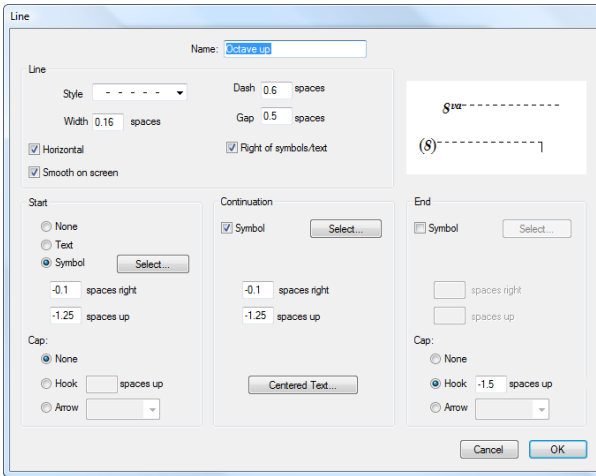 Line
Name: Octave up
Line
Style
Dash 0.6 spaces
Width 0.16 spaces
Gap 0.5 spaces
Horizontal
Right of symbols/text
Smooth on screen
8va
(8)
Start
None
Text
Symbol Select...
-0.1 spaces right
-1.25 spaces up
Cap:
None
Hook spaces up
Arrow
Continuation
Symbol Select...
-0.1 spaces right
-1.25 spaces up
Centered Text...
End
Symbol Select...
spaces right
spaces up
Cap:
None
Hook -1.5 spaces up
Arrow
Cancel OK